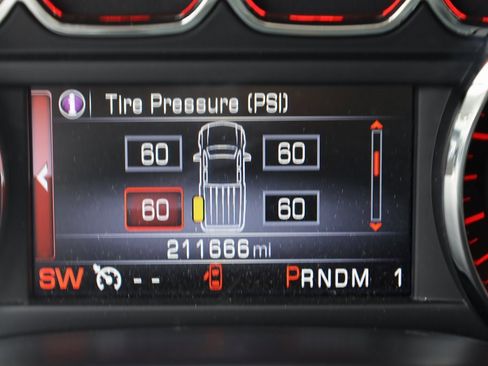 Tire Pressure (PSI)
60 60
60 60
211666 mi
SW -- PRNDM 1